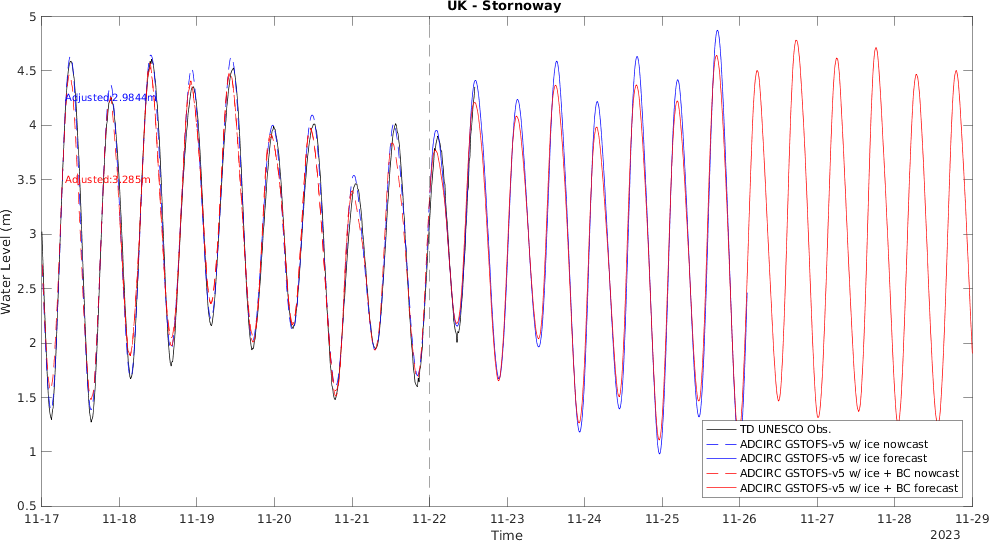 UK - Stornoway
5
4.5
4
3.5
3
2.5
2
1.5
1
0.5
Water Level (m)
Adjusted:2.9844m
Adjusted:3.285m
TD UNESCO Obs.
ADCIRC GSTOFS-v5 w/ ice nowcast
ADCIRC GSTOFS-v5 w/ ice forecast
ADCIRC GSTOFS-v5 w/ ice + BC nowcast
ADCIRC GSTOFS-v5 w/ ice + BC forecast
11-17 11-18 11-19 11-20 11-21 11-22 11-23 11-24 11-25 11-26 11-27 11-28 11-29
Time
2023